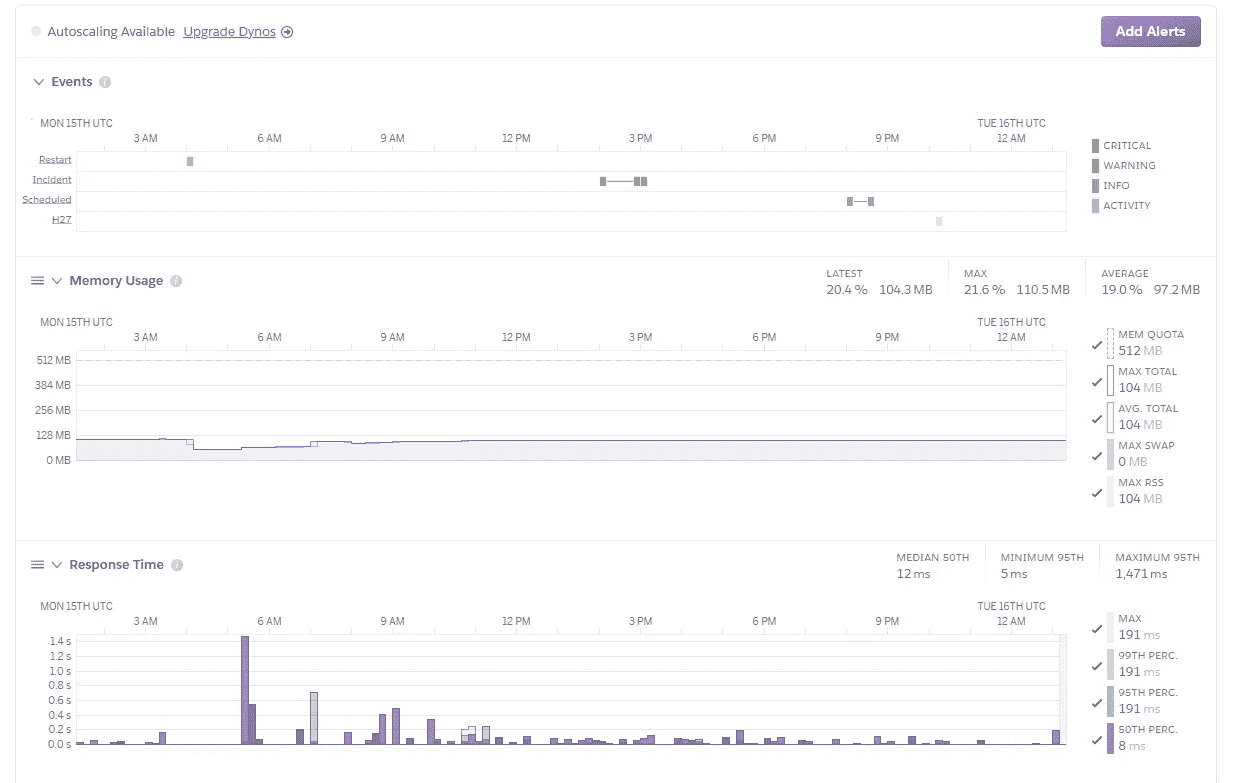 Autoscaling Available Upgrade Dynos
Add Alerts
Events
MON 15TH UTC TUE 16TH UTC
3 AM 6 AM 9 AM 12 PM 3 PM 6 PM 9 PM 12 AM
Restart
Incident
Scheduled
H27
CRITICAL
WARNING
INFO
ACTIVITY
Memory Usage
LATEST MAX AVERAGE
20.4 % 104.3 MB 21.6 % 110.5 MB 19.0 % 97.2 MB
MON 15TH UTC TUE 16TH UTC
3 AM 6 AM 9 AM 12 PM 3 PM 6 PM 9 PM 12 AM
512 MB
384 MB
256 MB
128 MB
0 MB
MEM QUOTA
512 MB
MAX TOTAL
104 MB
AVG. TOTAL
104 MB
MAX SWAP
0 MB
MAX RSS
104 MB
Response Time
MEDIAN 50TH MINIMUM 95TH MAXIMUM 95TH
12 ms 5 ms 1,471 ms
MON 15TH UTC TUE 16TH UTC
3 AM 6 AM 9 AM 12 PM 3 PM 6 PM 9 PM 12 AM
1.4 s
1.2 s
1.0 s
0.8 s
0.6 s
0.4 s
0.2 s
0.0 s
MAX
191 ms
99TH PERC.
191 ms
95TH PERC.
191 ms
50TH PERC.
8 ms